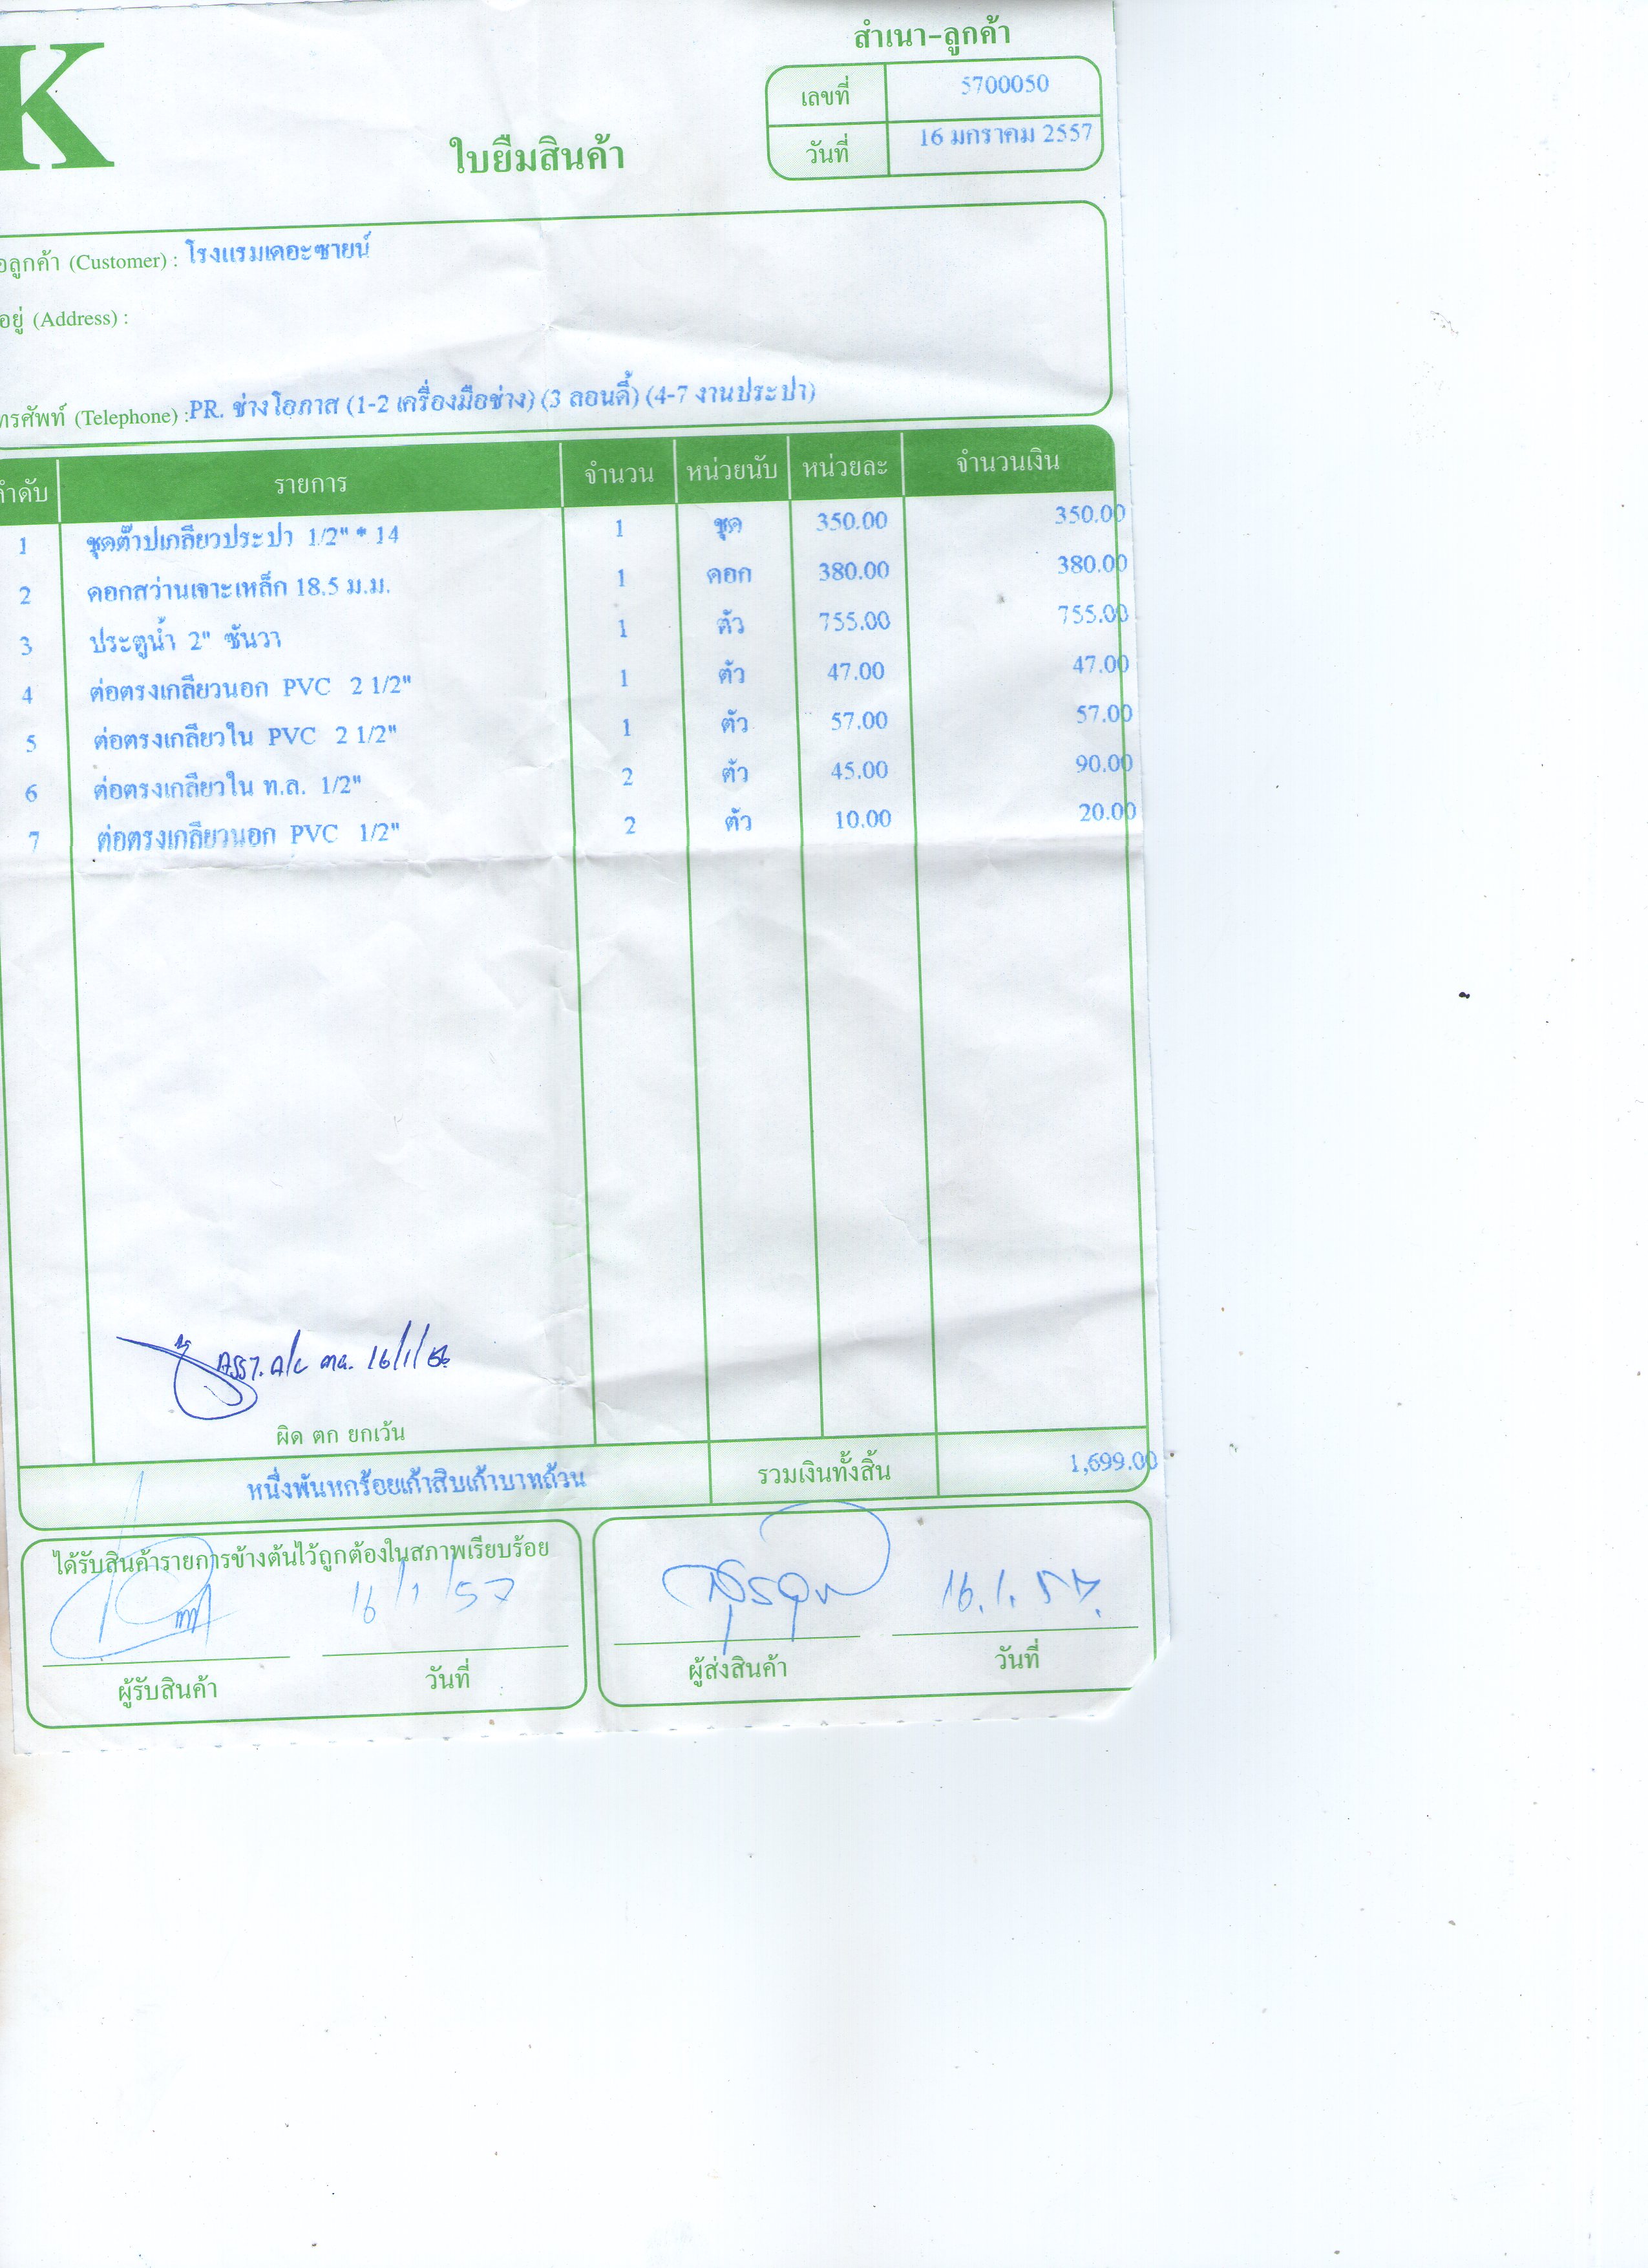 K
สำเนา-ลูกค้า
เลขที่ 5700050
วันที่ 16 มกราคม 2557
ใบยืมสินค้า
อลูกค้า (Customer) : โรงแรมเดอะซายน์
อยู่ (Address) :
ทรศัพท์ (Telephone) : PR. ช่างโอภาส (1-2 เครื่องมือช่าง) (3 ลอนดี้) (4-7 งานประปา)
ลำดับ รายการ จำนวน หน่วยนับ หน่วยละ จำนวนเงิน
1 ชุดต๊าปเกลียวประปา 1/2" * 14 1 ชุด 350.00 350.00
2 ดอกสว่านเจาะเหล็ก 18.5 ม.ม. 1 ดอก 380.00 380.00
3 ประตูน้ำ 2" ซันวา 1 ตัว 755.00 755.00
4 ต่อตรงเกลียวนอก PVC 2 1/2" 1 ตัว 47.00 47.00
5 ต่อตรงเกลียวใน PVC 2 1/2" 1 ตัว 57.00 57.00
6 ต่อตรงเกลียวใน ท.ล. 1/2" 2 ตัว 45.00 90.00
7 ต่อตรงเกลียวนอก PVC 1/2" 2 ตัว 10.00 20.00
16/1/56
ผิด ตก ยกเว้น
หนึ่งพันหกร้อยเก้าสิบเก้าบาทถ้วน รวมเงินทั้งสิ้น 1,699.00
ได้รับสินค้ารายการข้างต้นไว้ถูกต้องในสภาพเรียบร้อย
16/1/57 16.1.57.
ผู้รับสินค้า วันที่ ผู้ส่งสินค้า วันที่